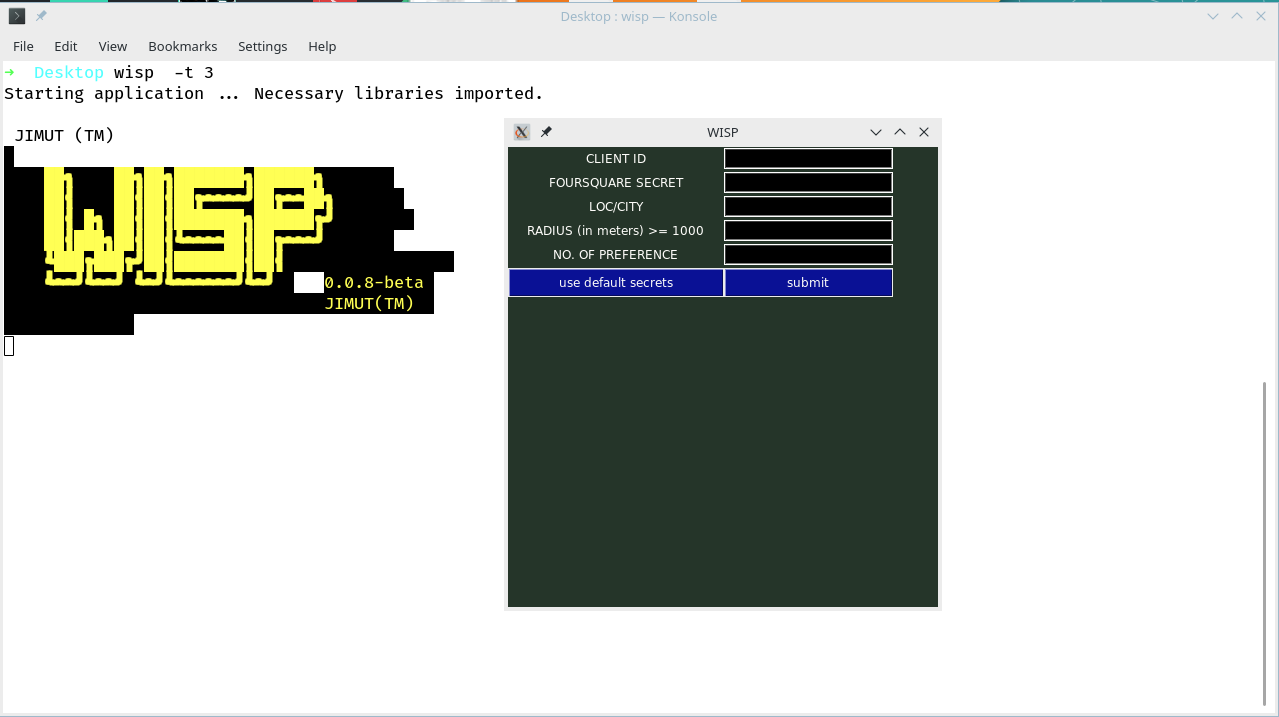 Desktop : wisp — Konsole
File Edit View Bookmarks Settings Help
➜ Desktop wisp -t 3
Starting application ... Necessary libraries imported.
JIMUT (TM)
WISP
0.0.8-beta
JIMUT(TM)
WISP
CLIENT ID
FOURSQUARE SECRET
LOC/CITY
RADIUS (in meters) >= 1000
NO. OF PREFERENCE
use default secrets submit